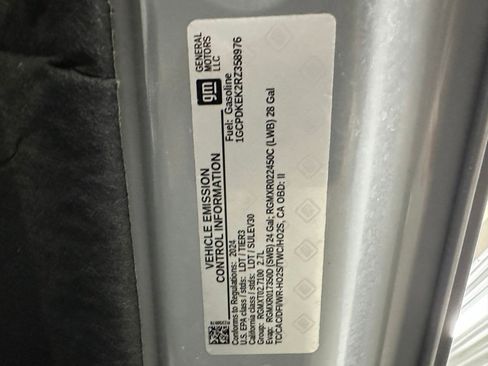 gm
GENERAL
MOTORS
LLC
VEHICLE EMISSION
CONTROL INFORMATION
Fuel: Gasoline
1GCPDKEK2RZ358976
Conforms to Regulations: 2024
U.S. EPA class / stds: LDT / TIER3
California class / stds: LDT / SULEV30
Group: RGMXT02.7100 2.7L
Evap: RGMXR017350D (SWB) 24 Gal; RGMXR022450C (LWB) 28 Gal
TC/CAC/DFI/WR-HO2S/TWC/HO2S, CA OBD: II